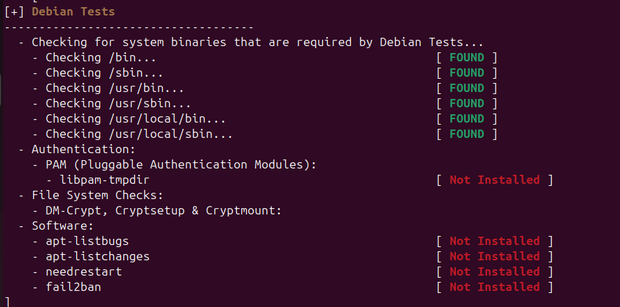 [+] Debian Tests
------------------------------------
- Checking for system binaries that are required by Debian Tests...
- Checking /bin... [ FOUND ]
- Checking /sbin... [ FOUND ]
- Checking /usr/bin... [ FOUND ]
- Checking /usr/sbin... [ FOUND ]
- Checking /usr/local/bin... [ FOUND ]
- Checking /usr/local/sbin... [ FOUND ]
- Authentication:
- PAM (Pluggable Authentication Modules):
- libpam-tmpdir [ Not Installed ]
- File System Checks:
- DM-Crypt, Cryptsetup & Cryptmount:
- Software:
- apt-listbugs [ Not Installed ]
- apt-listchanges [ Not Installed ]
- needrestart [ Not Installed ]
- fail2ban [ Not Installed ]
]